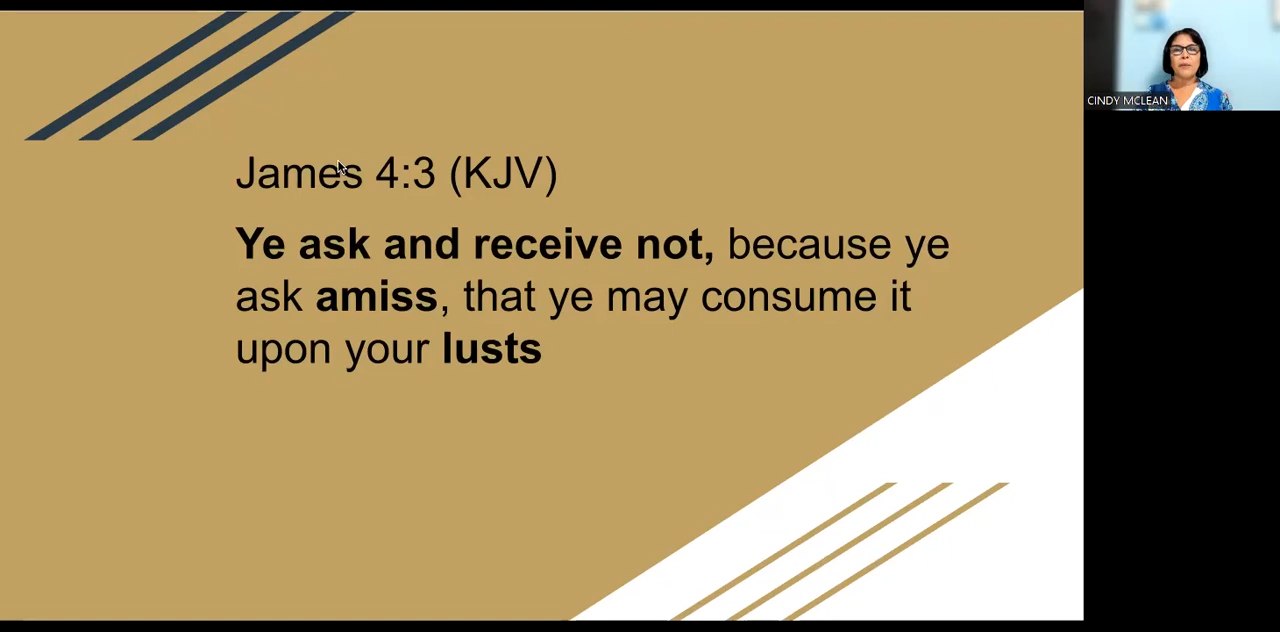 James 4:3 (KJV)
Ye ask and receive not, because ye
ask amiss, that ye may consume it
upon your lusts
CINDY MCLEAN